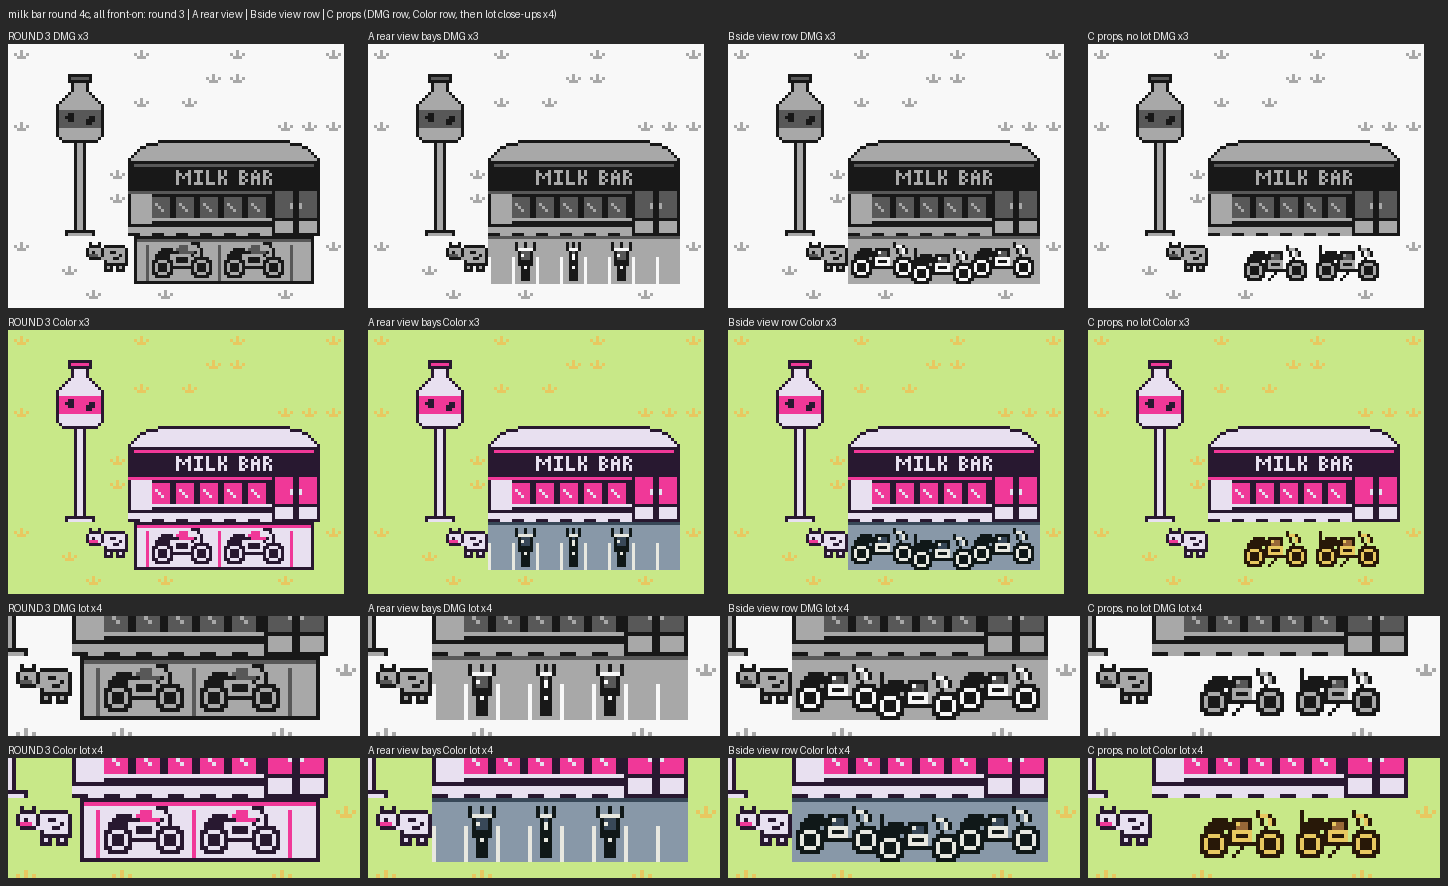 milk bar round 4c, all front-on: round 3 | A rear view | B side view row | C props (DMG row, Color row, then lot close-ups x4)
ROUND 3 DMG x3
A rear view bays DMG x3
B side view row DMG x3
C props, no lot DMG x3
MILK BAR
MILK BAR
MILK BAR
MILK BAR
ROUND 3 Color x3
A rear view bays Color x3
B side view row Color x3
C props, no lot Color x3
MILK BAR
MILK BAR
MILK BAR
MILK BAR
ROUND 3 DMG lot x4
A rear view bays DMG lot x4
B side view row DMG lot x4
C props, no lot DMG lot x4
ROUND 3 Color lot x4
A rear view bays Color lot x4
B side view row Color lot x4
C props, no lot Color lot x4